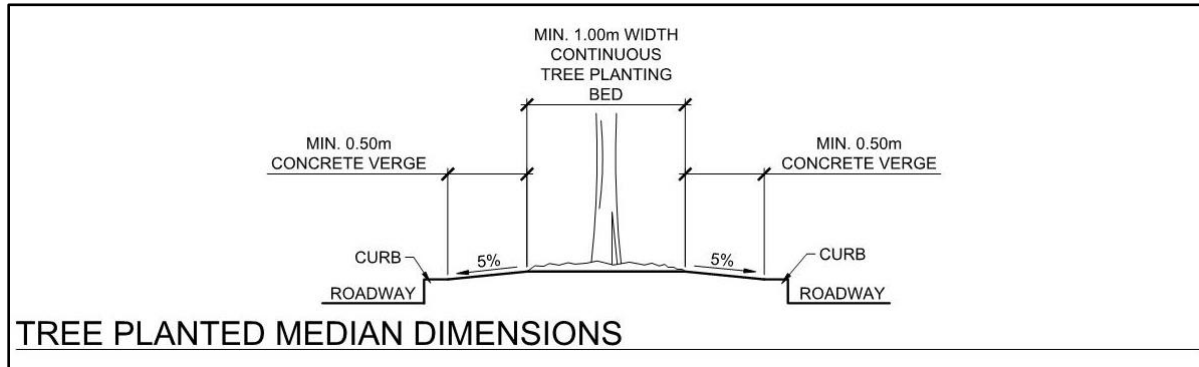 MIN. 1.00m WIDTH
CONTINUOUS
TREE PLANTING
BED
MIN. 0.50m
CONCRETE VERGE
MIN. 0.50m
CONCRETE VERGE
CURB
5%
5%
CURB
ROADWAY
ROADWAY
TREE PLANTED MEDIAN DIMENSIONS